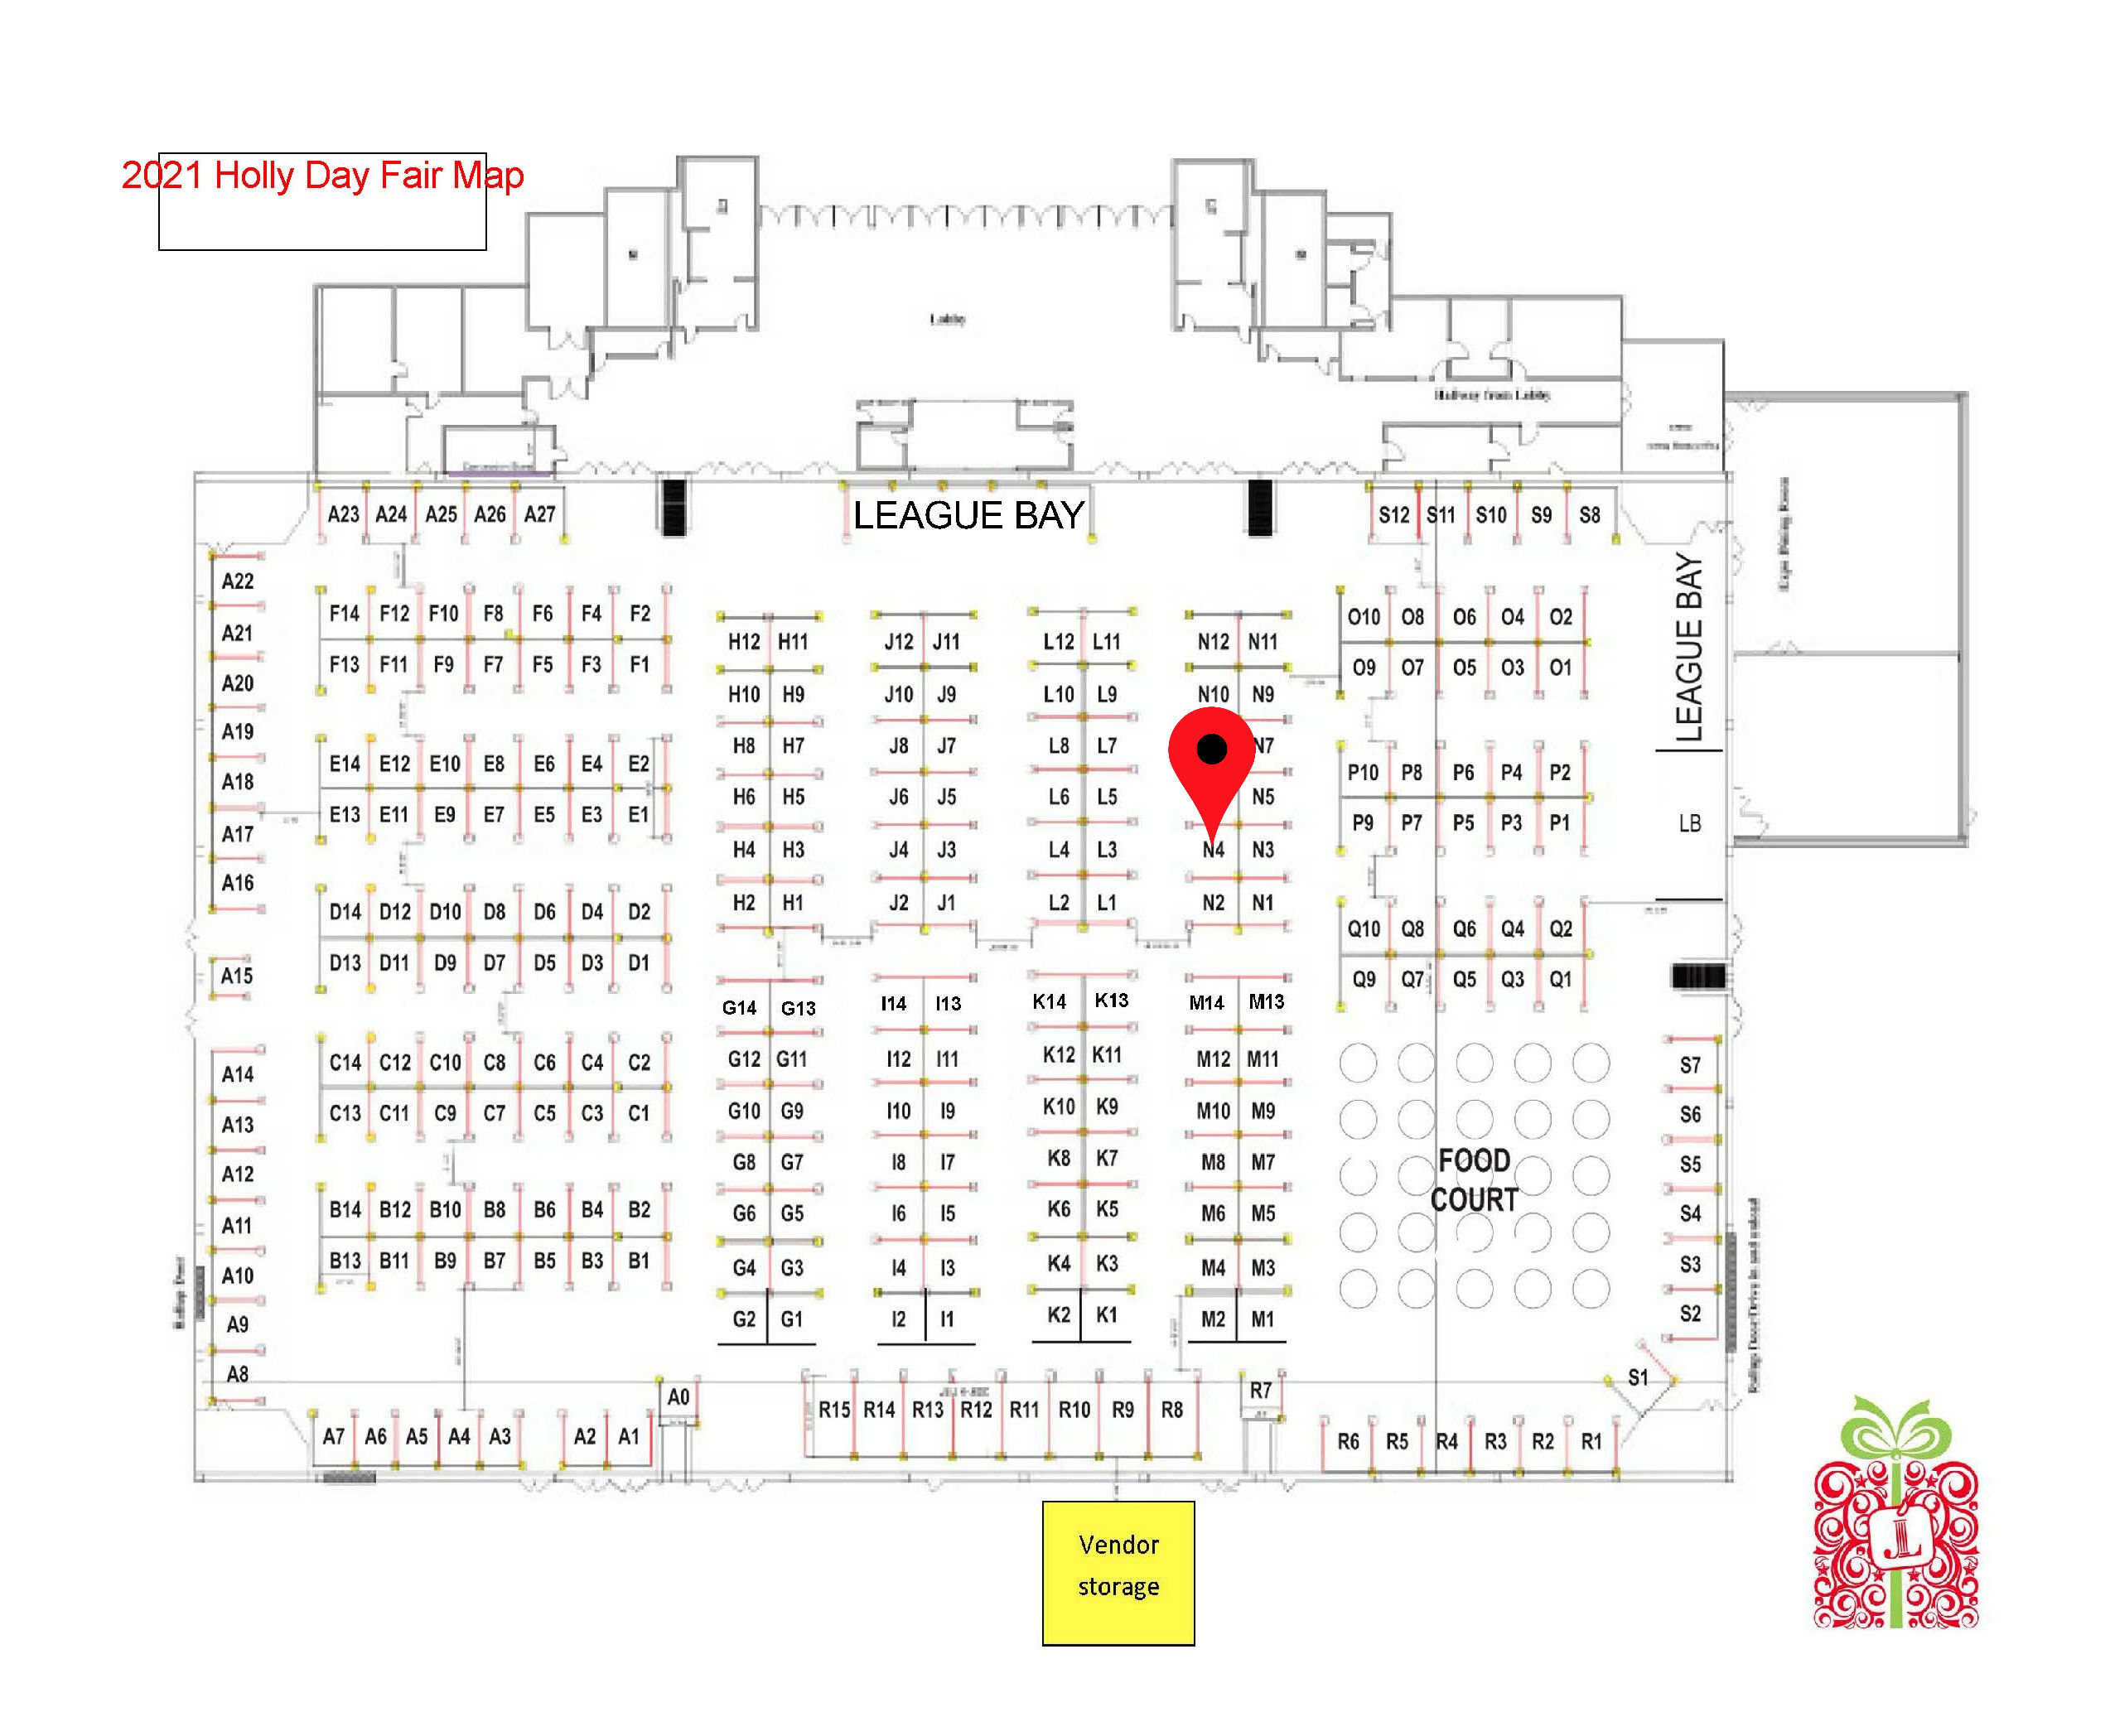 2021 Holly Day Fair Map
Lobby
Hallway from Lobby
LEAGUE BAY
A23 A24 A25 A26 A27
S12 S11 S10 S9 S8
A22
A21
A20
A19
A18
A17
A16
A15
A14
A13
A12
A11
A10
A9
A8
F14 F12 F10 F8 F6 F4 F2
F13 F11 F9 F7 F5 F3 F1
E14 E12 E10 E8 E6 E4 E2
E13 E11 E9 E7 E5 E3 E1
D14 D12 D10 D8 D6 D4 D2
D13 D11 D9 D7 D5 D3 D1
C14 C12 C10 C8 C6 C4 C2
C13 C11 C9 C7 C5 C3 C1
B14 B12 B10 B8 B6 B4 B2
B13 B11 B9 B7 B5 B3 B1
H12 H11
H10 H9
H8 H7
H6 H5
H4 H3
H2 H1
G14 G13
G12 G11
G10 G9
G8 G7
G6 G5
G4 G3
G2 G1
J12 J11
J10 J9
J8 J7
J6 J5
J4 J3
J2 J1
I14 I13
I12 I11
I10 I9
I8 I7
I6 I5
I4 I3
I2 I1
L12 L11
L10 L9
L8 L7
L6 L5
L4 L3
L2 L1
K14 K13
K12 K11
K10 K9
K8 K7
K6 K5
K4 K3
K2 K1
N12 N11
N10 N9
N7
N5
N4 N3
N2 N1
M14 M13
M12 M11
M10 M9
M8 M7
M6 M5
M4 M3
M2 M1
O10 O8 O6 O4 O2
O9 O7 O5 O3 O1
P10 P8 P6 P4 P2
P9 P7 P5 P3 P1
Q10 Q8 Q6 Q4 Q2
Q9 Q7 Q5 Q3 Q1
LEAGUE BAY
LB
FOOD
COURT
S7
S6
S5
S4
S3
S2
S1
A7 A6 A5 A4 A3 A2 A1
A0
R15 R14 R13 R12 R11 R10 R9 R8
R7
R6 R5 R4 R3 R2 R1
Vendor
storage
JL